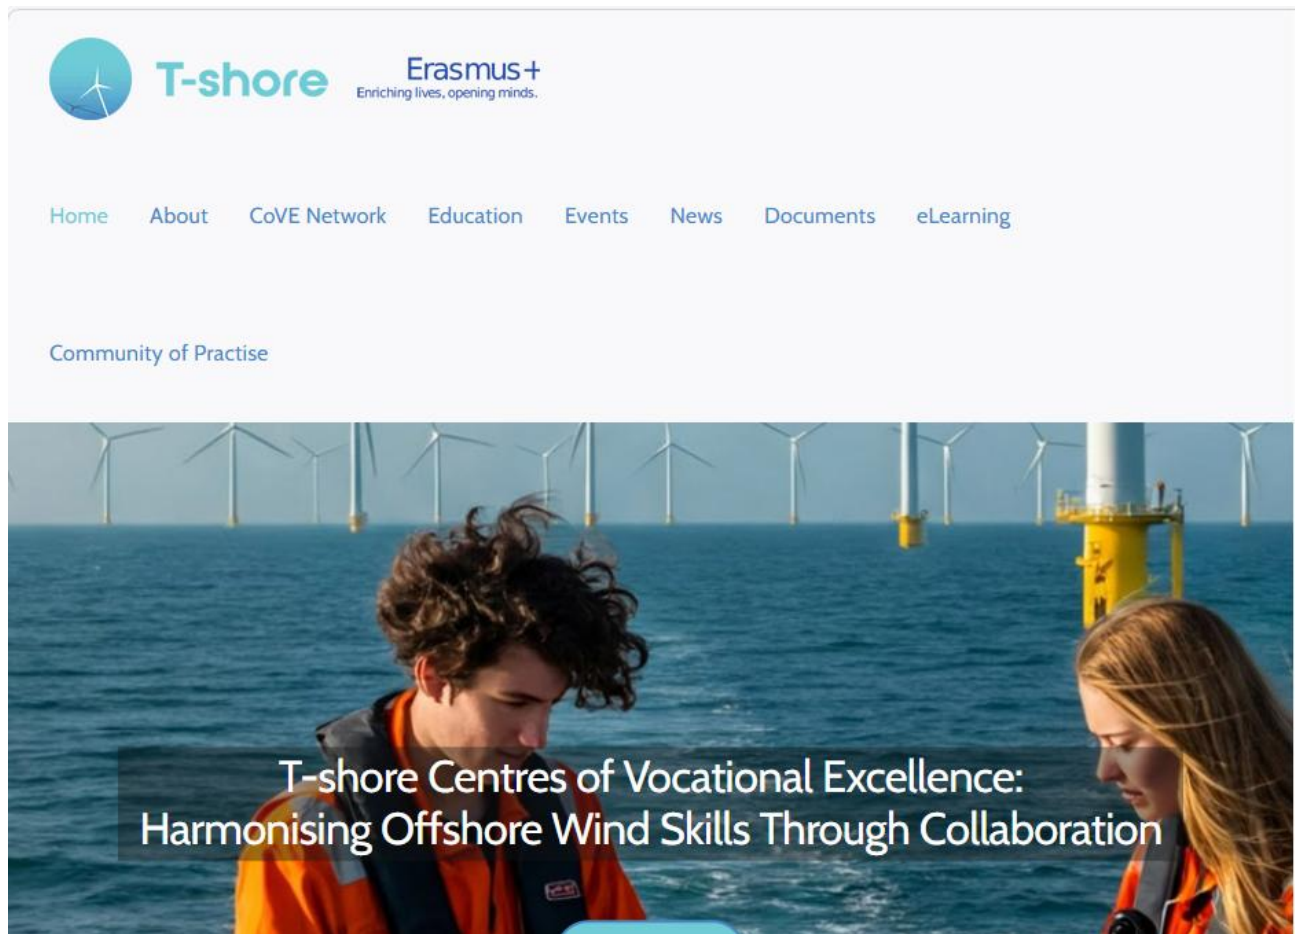 T-shore
Erasmus+
Enriching lives, opening minds.
Home About CoVE Network Education Events News Documents eLearning
Community of Practise
T-shore Centres of Vocational Excellence:
Harmonising Offshore Wind Skills Through Collaboration